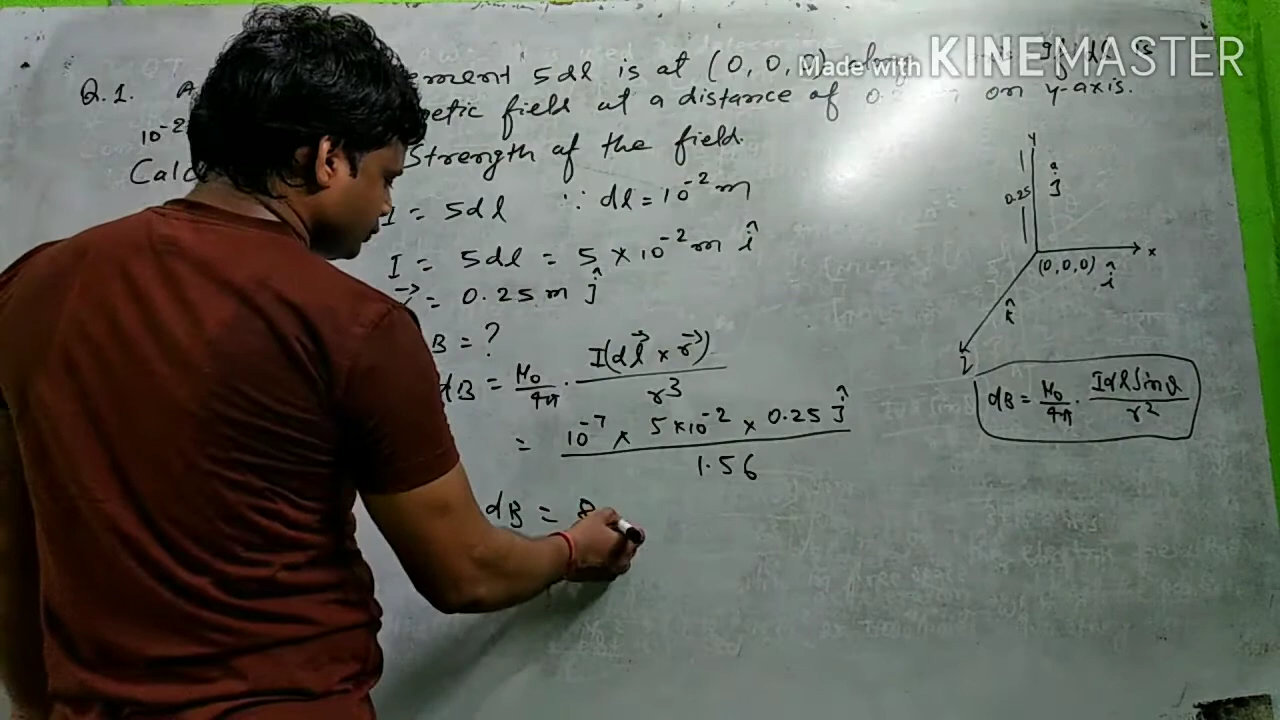 Q.1. A ement 5dl is at (0, 0, 0) along is
10⁻² etic field at a distance of on y-axis.
Calc Strength of the field.
I = 5dl ∵ dl = 10⁻² m
I = 5dl = 5 × 10⁻² m î
r⃗ = 0.25 m ĵ
B = ?
dB = μ₀/4π · I(dl⃗ × r⃗)/r³
= 10⁻⁷ × 5×10⁻² × 0.25 ĵ / 1.56
dB = 8
Made with KINEMASTER
y
0.25 ĵ
x
(0,0,0) î
k̂
Z
dB = μ₀/4π · Idl Sinθ/r²